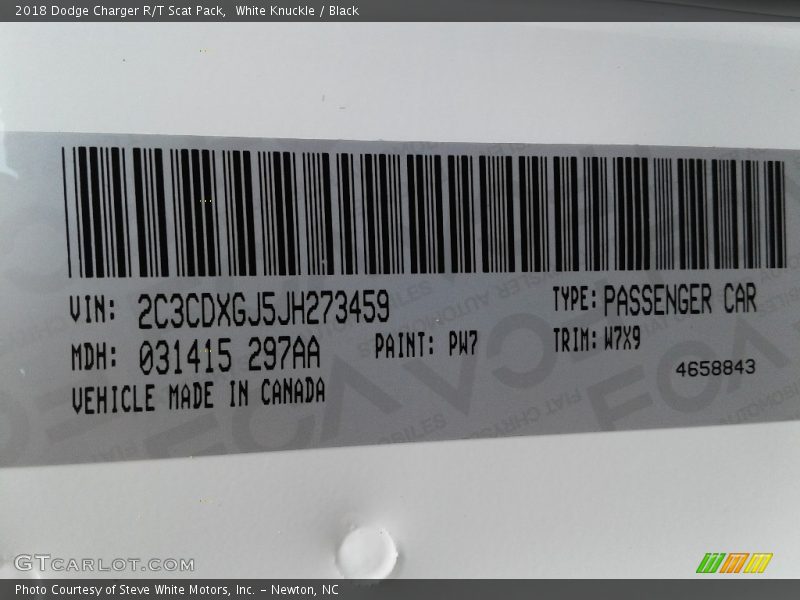 2018 Dodge Charger R/T Scat Pack,  White Knuckle / Black
VIN: 2C3CDXGJ5JH273459 TYPE: PASSENGER CAR
MDH: 031415 297AA PAINT: PW7 TRIM: W7X9
VEHICLE MADE IN CANADA 4658843
GTCARLOT.COM
Photo Courtesy of Steve White Motors, Inc. – Newton, NC